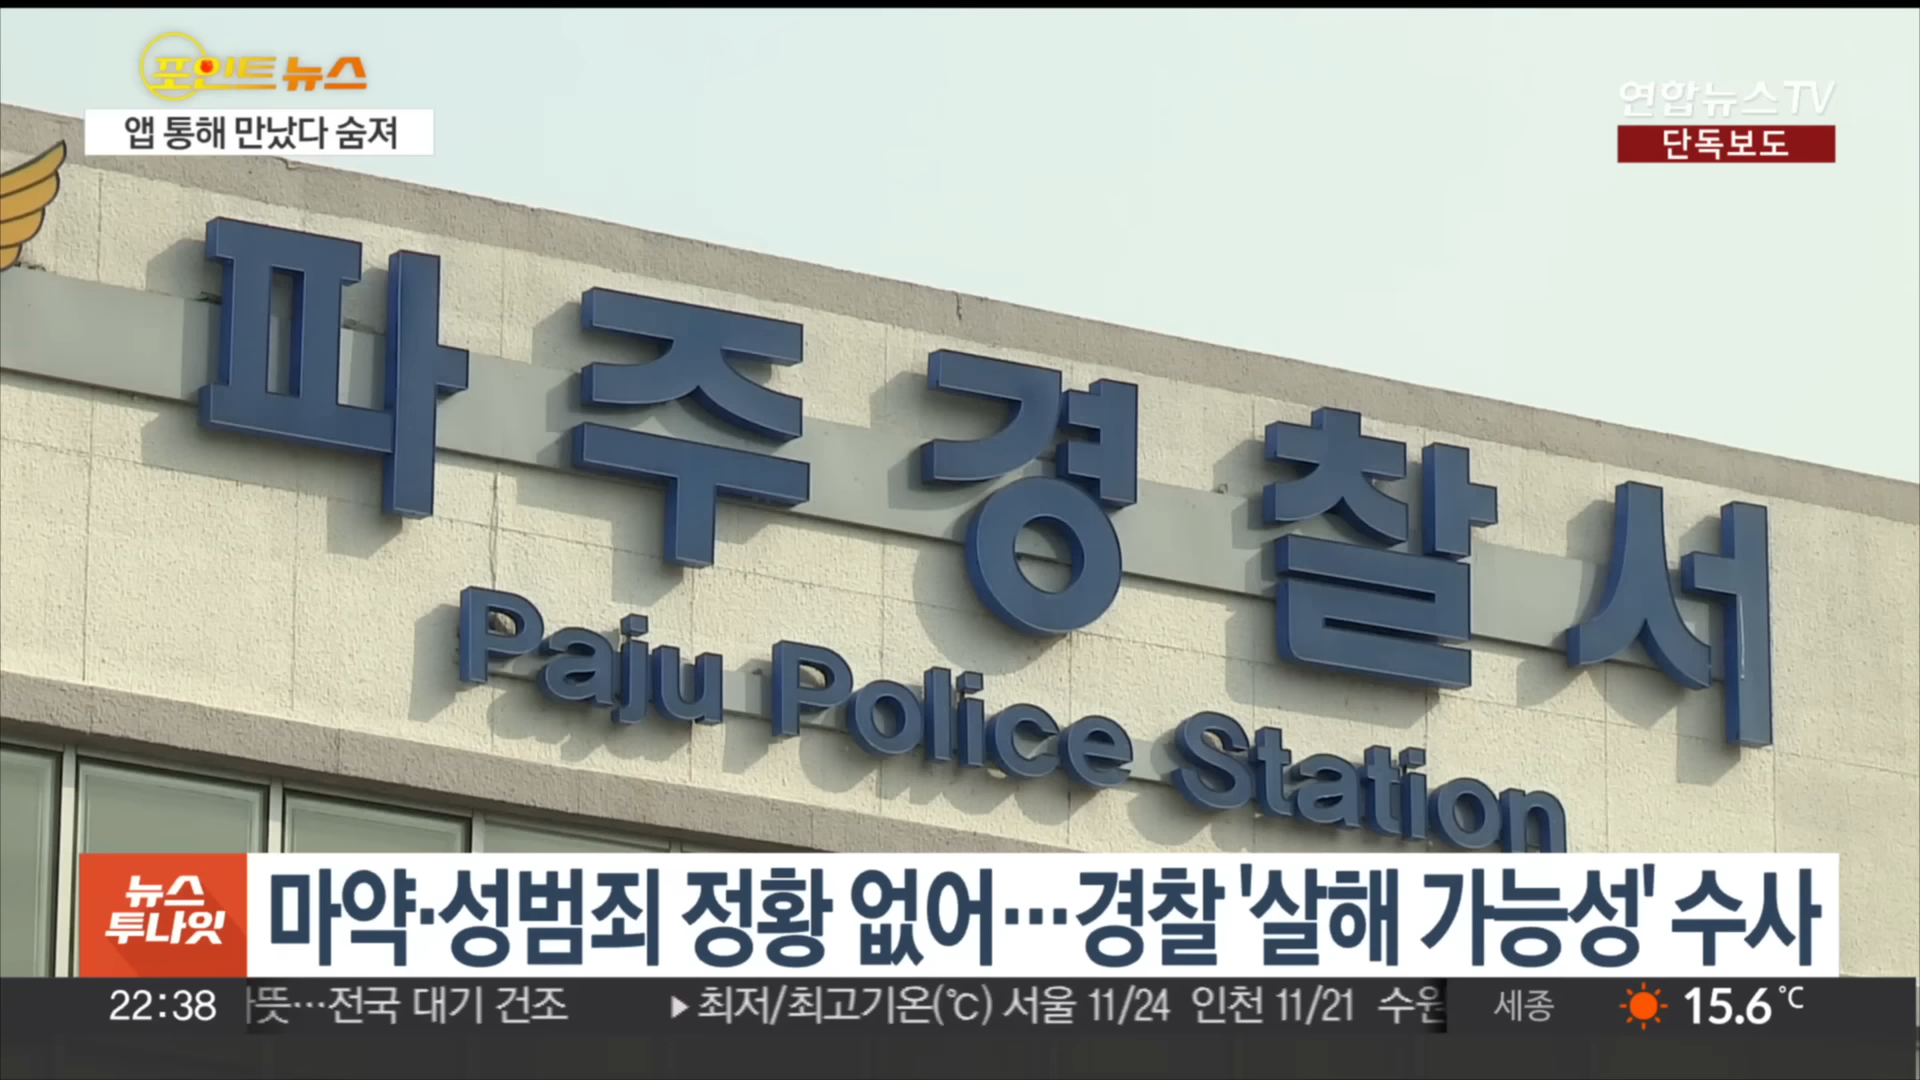 포인트뉴스
앱 통해 만났다 숨져
연합뉴스TV
단독보도
파주경찰서
Paju Police Station
뉴스
투나잇
마약·성범죄 정황 없어…경찰 '살해 가능성' 수사
22:38
뜻…전국 대기 건조 ▶최저/최고기온(℃) 서울 11/24 인천 11/21 수원
세종
15.6℃